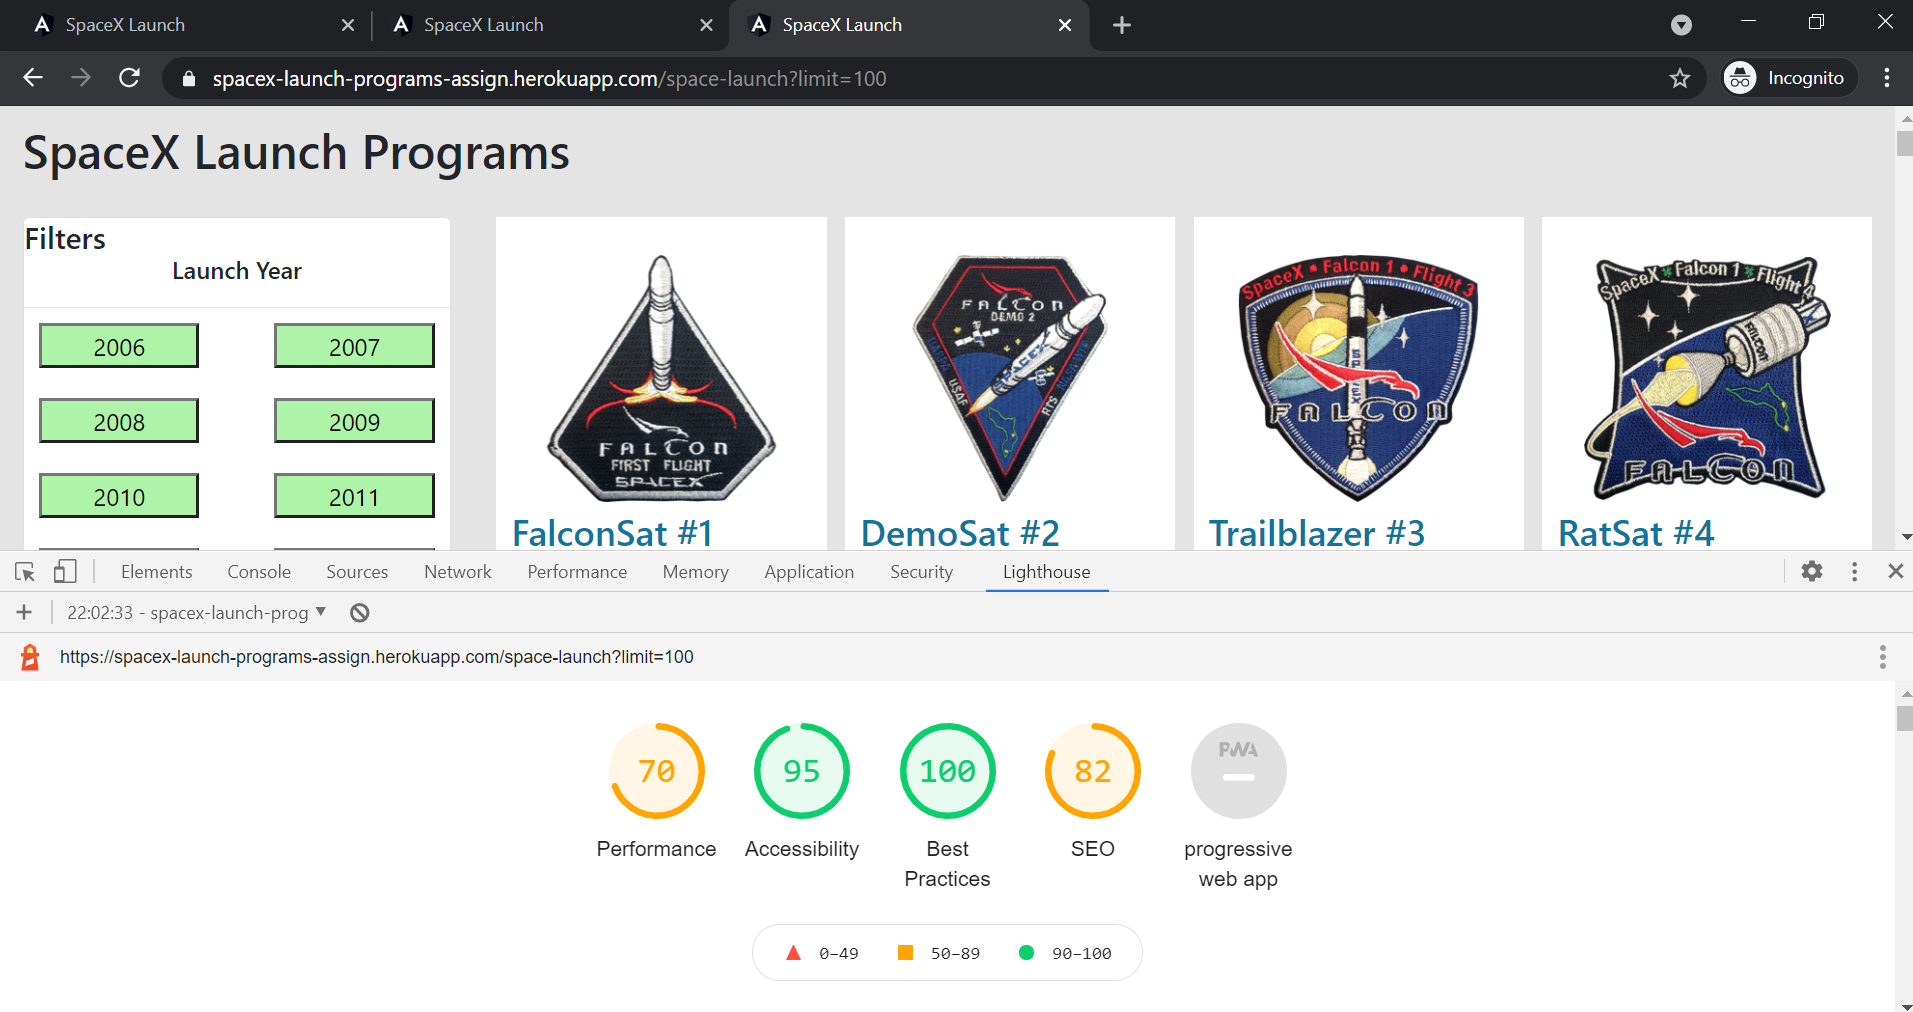 SpaceX Launch
SpaceX Launch
SpaceX Launch
spacex-launch-programs-assign.herokuapp.com/space-launch?limit=100
Incognito
SpaceX Launch Programs
Filters
Launch Year
2006
2007
2008
2009
2010
2011
FALCON
FIRST FLIGHT
SPACEX
FalconSat #1
FALCON
DEMO 2
USAF
RTS
SPACEX
DemoSat #2
SpaceX • Falcon 1 • Flight 3
FALCON
Trailblazer #3
SpaceX Falcon 1 Flight 4
FALCON
FALCON
RatSat #4
Elements Console Sources Network Performance Memory Application Security Lighthouse
22:02:33 - spacex-launch-prog
https://spacex-launch-programs-assign.herokuapp.com/space-launch?limit=100
70
Performance
95
Accessibility
100
Best
Practices
82
SEO
PWA
progressive
web app
0–49 50–89 90–100